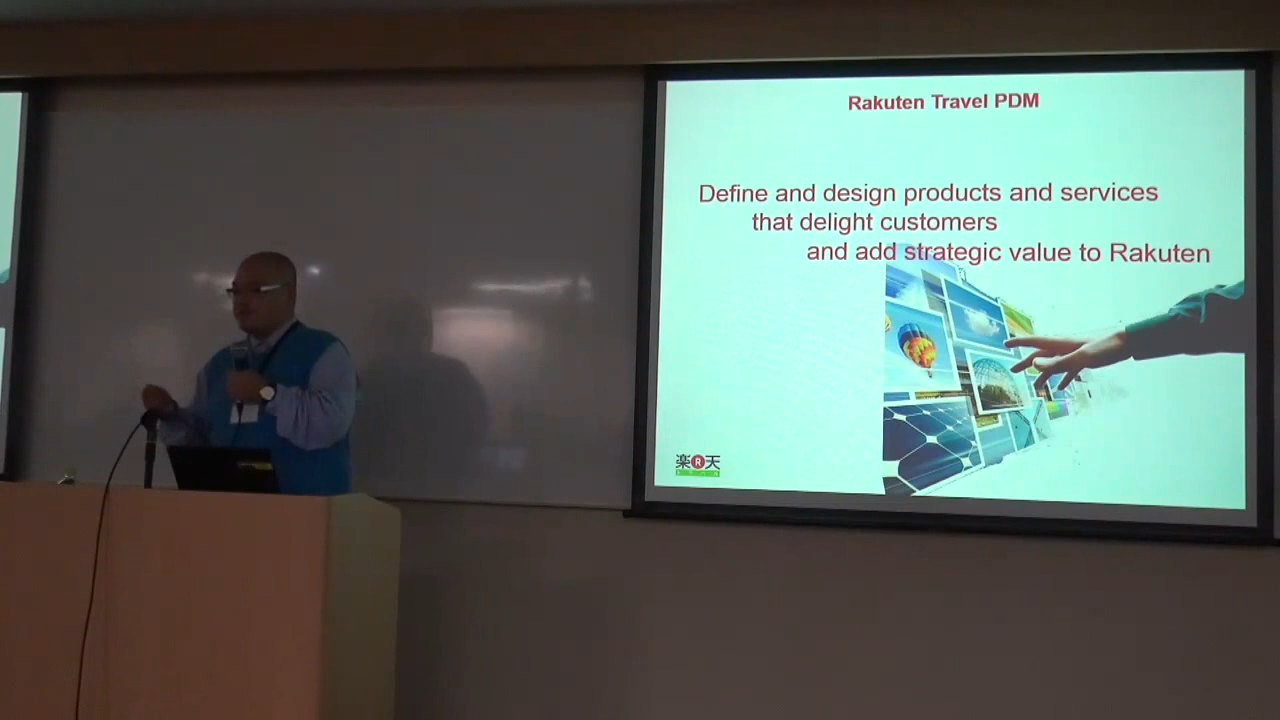 Rakuten Travel PDM
Define and design products and services
that delight customers
and add strategic value to Rakuten
楽R天